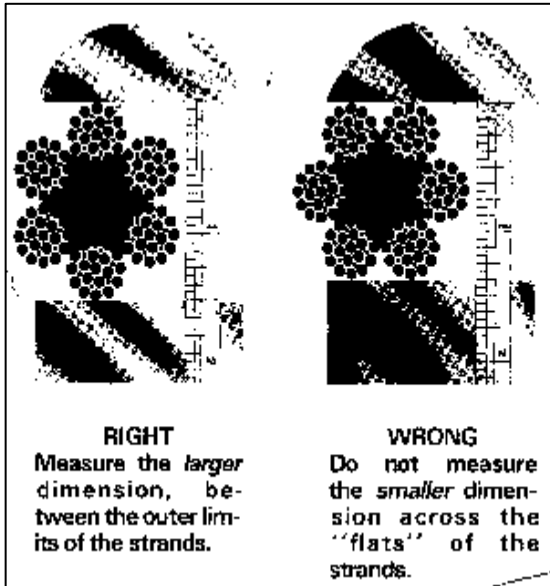 RIGHT
Measure the larger
dimension, be-
tween the outer lim-
its of the strands.
WRONG
Do not measure
the smaller dimen-
sion across the
"flats" of the
strands.